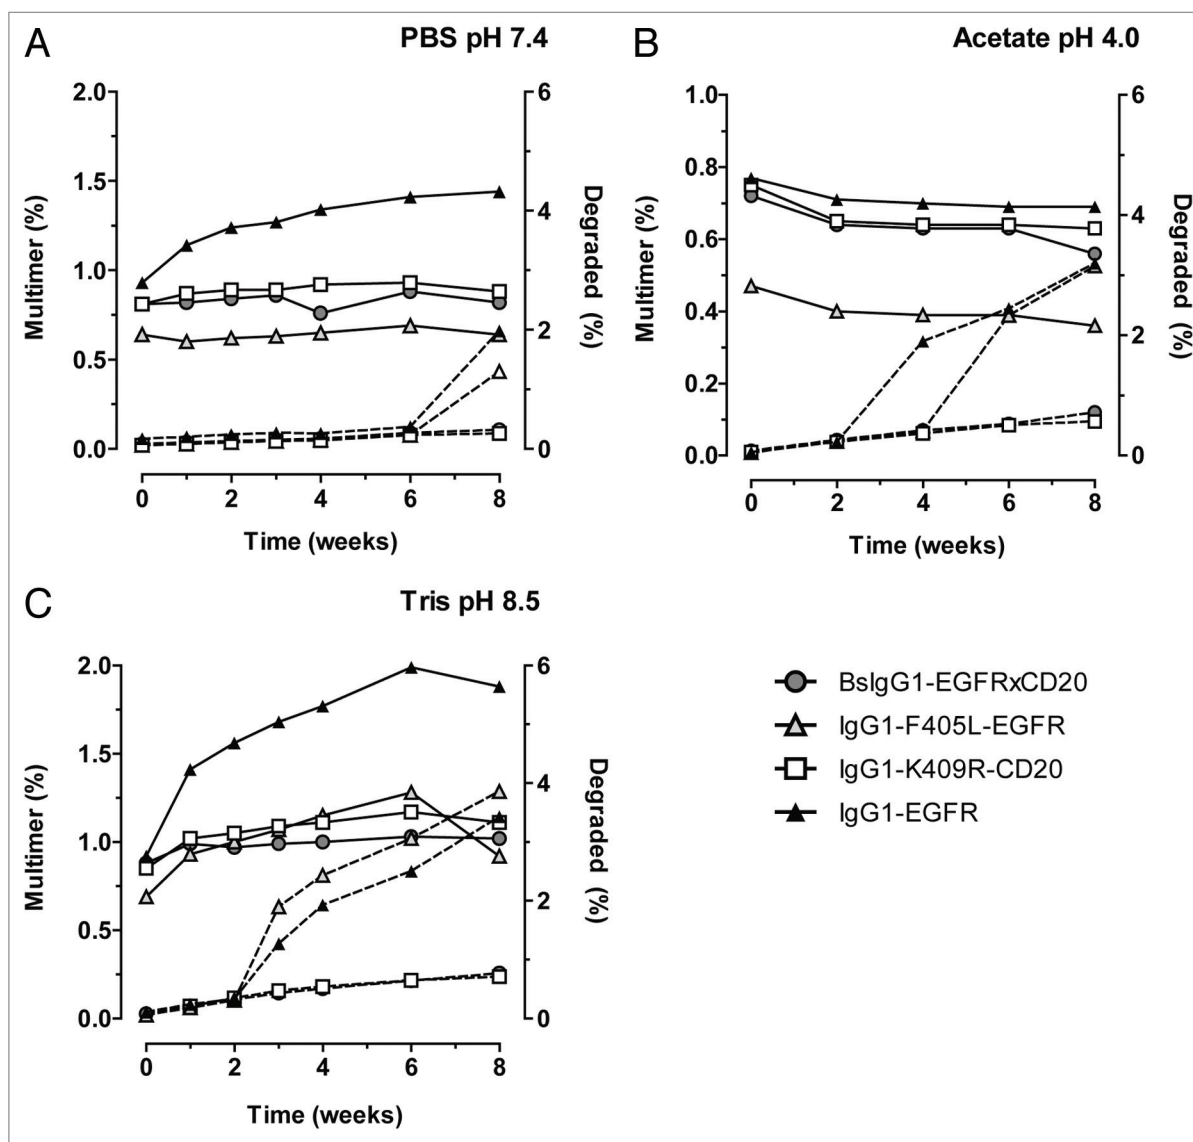 A
PBS pH 7.4
2.0
1.5
1.0
0.5
0.0
Multimer (%)
6
4
2
0
Degraded (%)
0 2 4 6 8
Time (weeks)
B
Acetate pH 4.0
1.0
0.8
0.6
0.4
0.2
0.0
Multimer (%)
6
4
2
0
Degraded (%)
0 2 4 6 8
Time (weeks)
C
Tris pH 8.5
2.0
1.5
1.0
0.5
0.0
Multimer (%)
6
4
2
0
Degraded (%)
0 2 4 6 8
Time (weeks)
BsIgG1-EGFRxCD20
IgG1-F405L-EGFR
IgG1-K409R-CD20
IgG1-EGFR